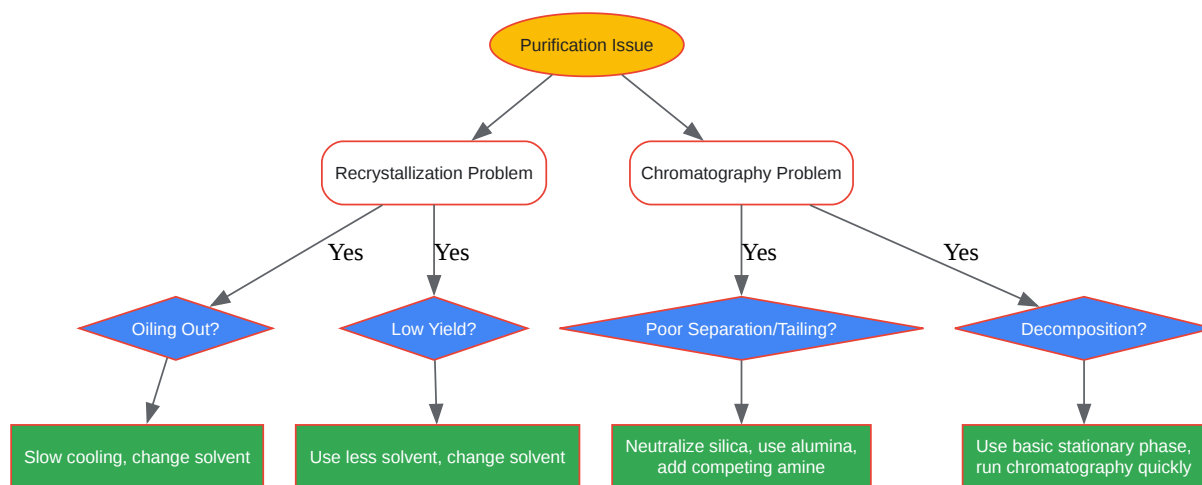 Purification Issue
Recrystallization Problem
Chromatography Problem
Yes
Yes
Yes
Yes
Oiling Out?
Low Yield?
Poor Separation/Tailing?
Decomposition?
Slow cooling, change solvent
Use less solvent, change solvent
Neutralize silica, use alumina,
add competing amine
Use basic stationary phase,
run chromatography quickly